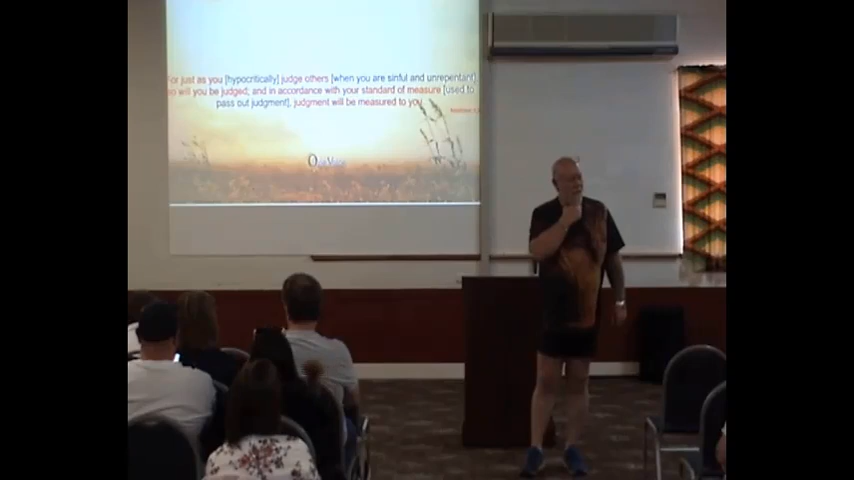 For just as you [hypocritically] judge others [when you are sinful and unrepentant],
so will you be judged; and in accordance with your standard of measure [used to
pass out judgment], judgment will be measured to you.